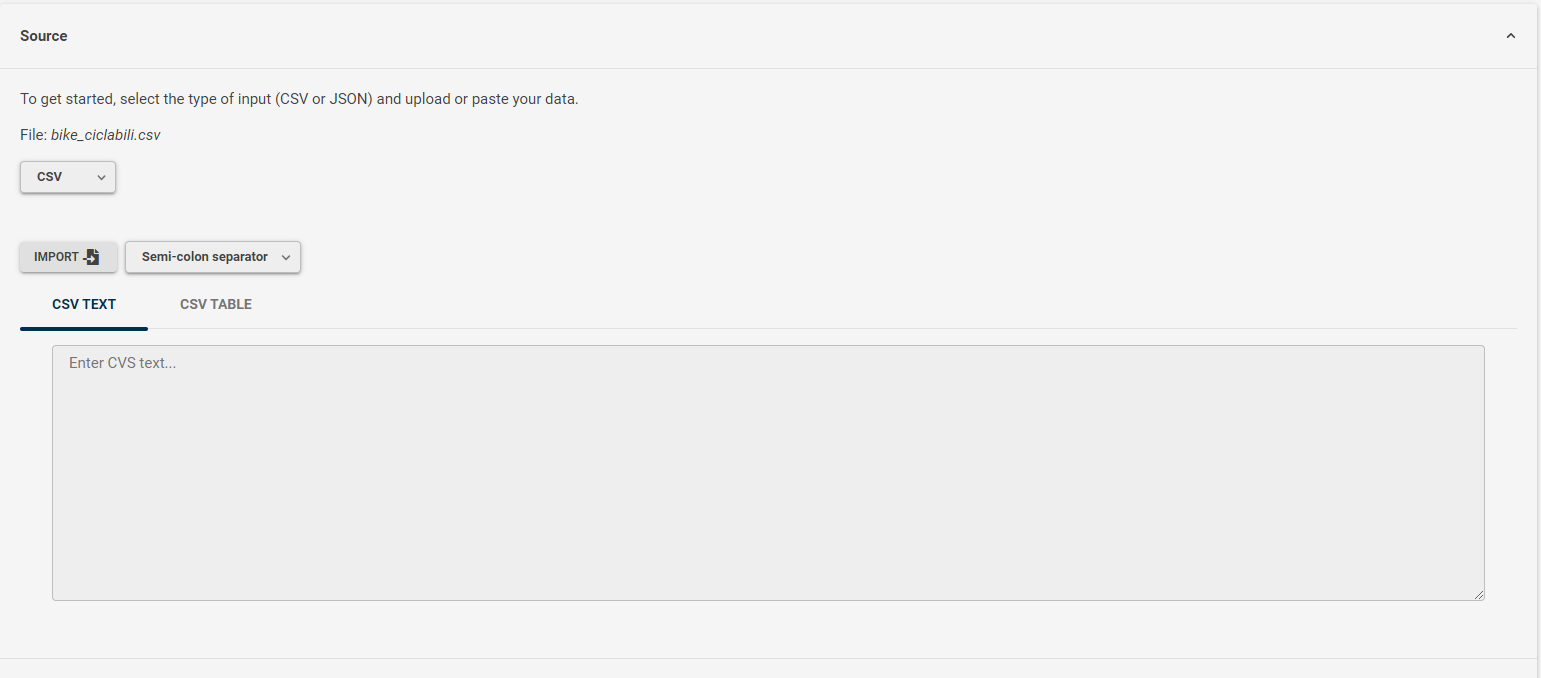 Source
To get started, select the type of input (CSV or JSON) and upload or paste your data.
File: bike_ciclabili.csv
CSV
IMPORT
Semi-colon separator
CSV TEXT
CSV TABLE
Enter CVS text...